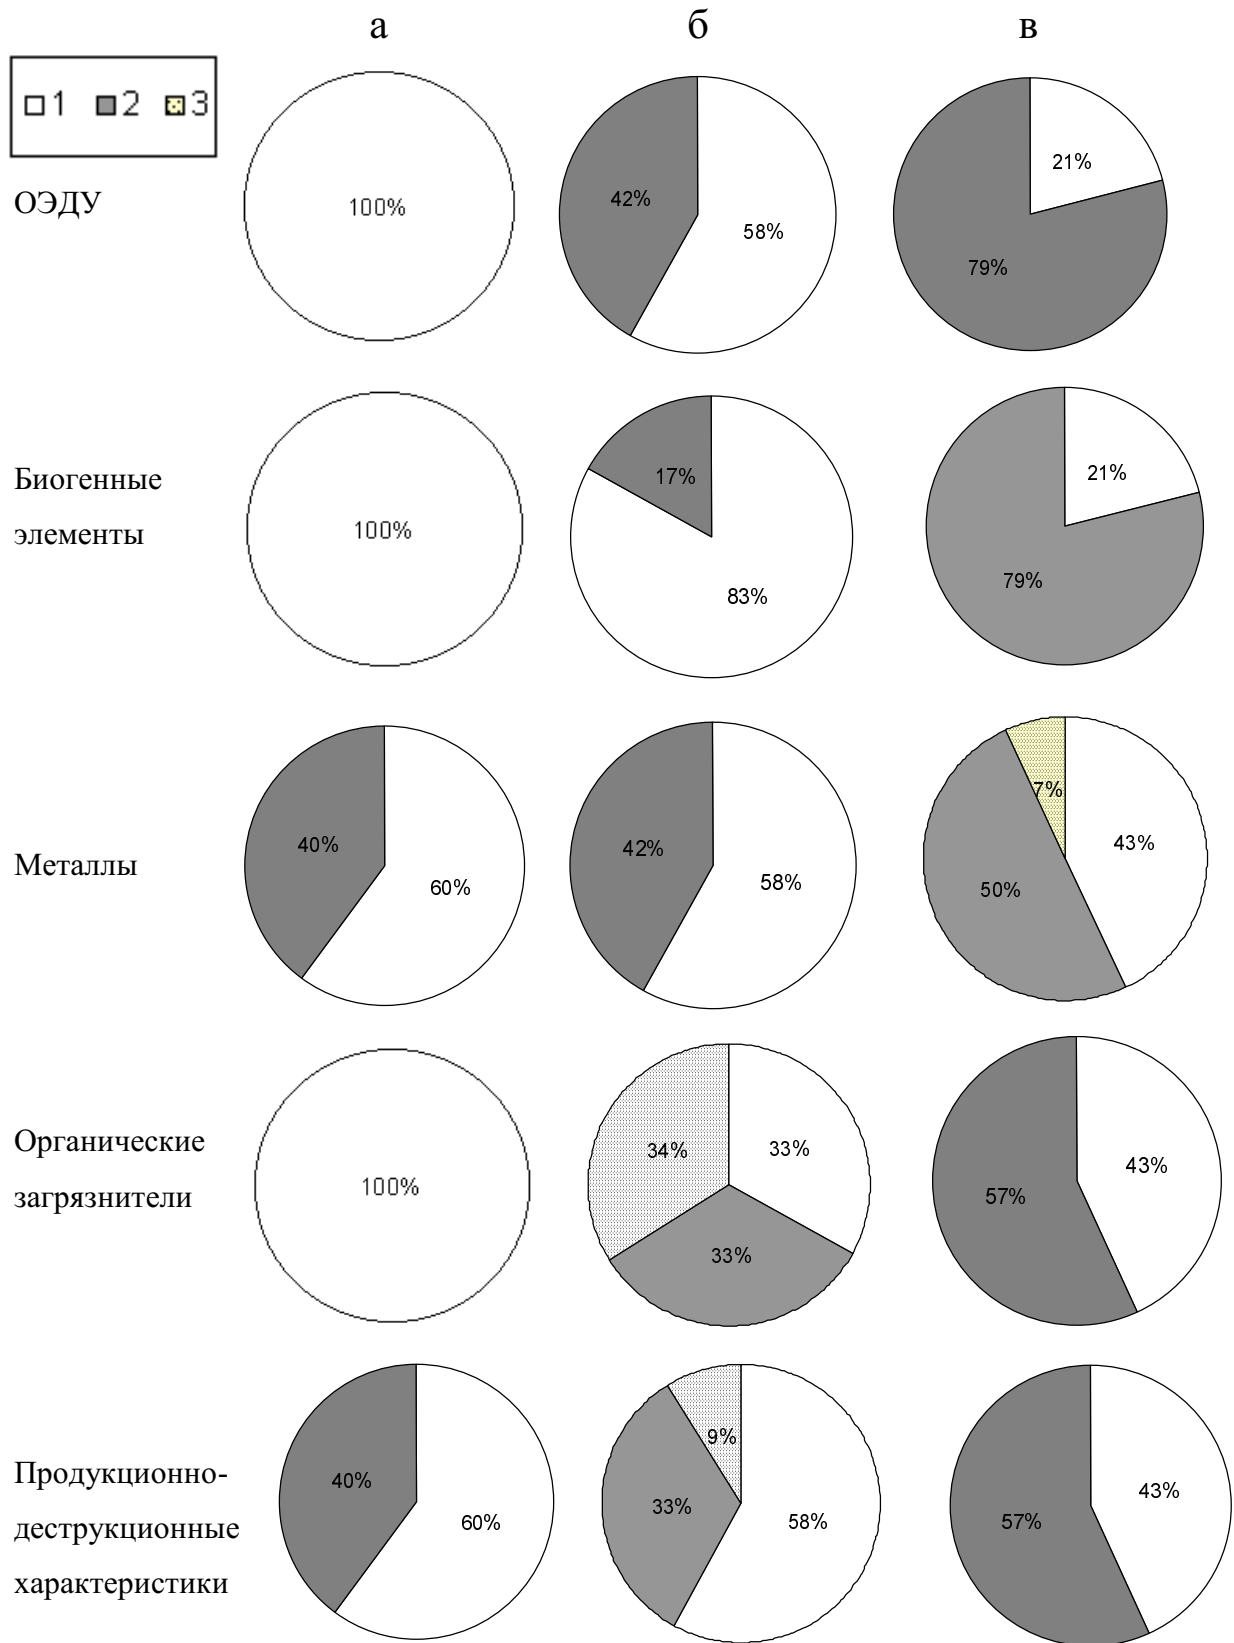 а б в
1 2 3
ОЭДУ
100%
42%
58%
21%
79%
Биогенные
элементы
100%
17%
83%
21%
79%
Металлы
40%
60%
42%
58%
7%
43%
50%
Органические
загрязнители
100%
34%
33%
33%
43%
57%
Продукционно-
деструкционные
характеристики
40%
60%
9%
33%
58%
43%
57%